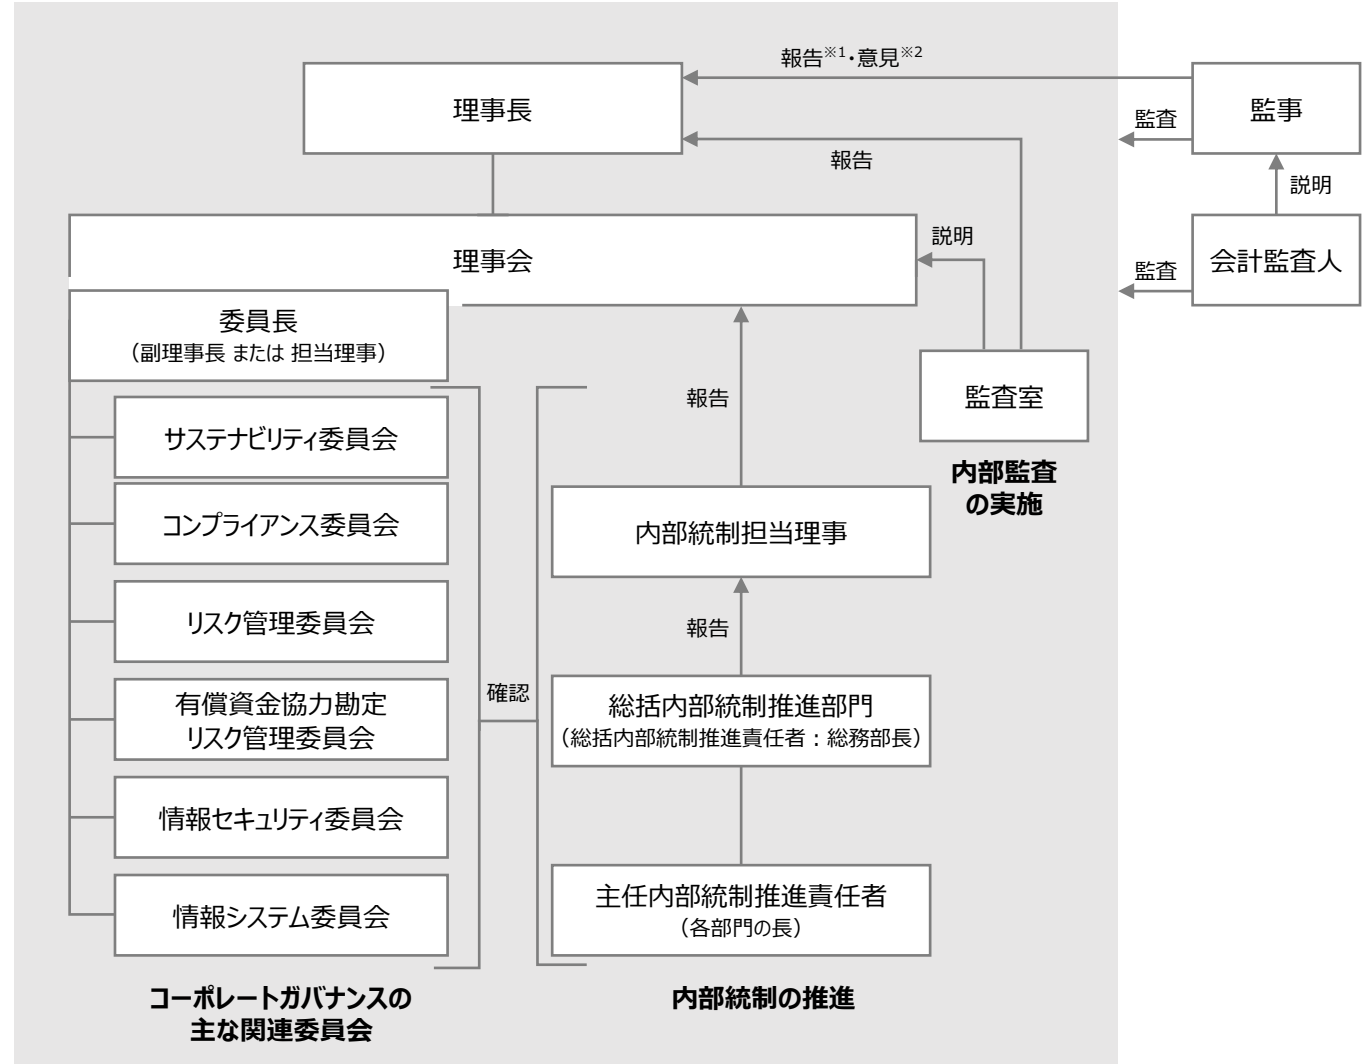 報告※1・意見※2
理事長
監事
監査
報告
説明
理事会
説明
監査
会計監査人
委員長
（副理事長 または 担当理事）
監査室
内部監査
の実施
報告
サステナビリティ委員会
コンプライアンス委員会
内部統制担当理事
リスク管理委員会
報告
確認
有償資金協力勘定
リスク管理委員会
総括内部統制推進部門
（総括内部統制推進責任者：総務部長）
情報セキュリティ委員会
情報システム委員会
主任内部統制推進責任者
（各部門の長）
コーポレートガバナンスの
主な関連委員会
内部統制の推進